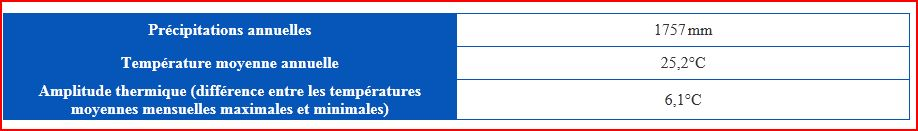 Précipitations annuelles 1757 mm
Température moyenne annuelle 25,2°C
Amplitude thermique (différence entre les températures
moyennes mensuelles maximales et minimales) 6,1°C